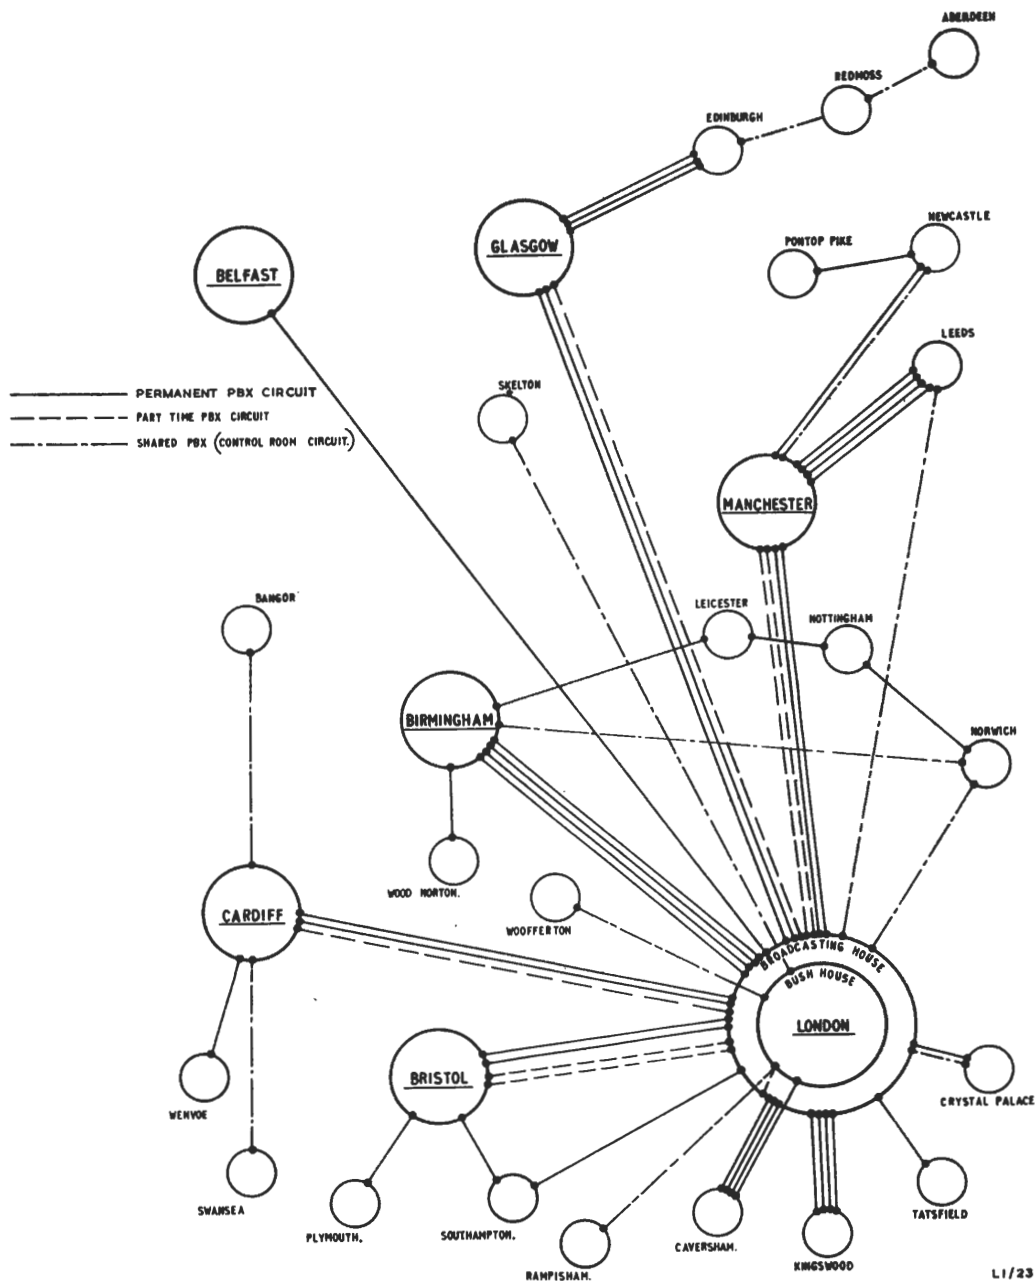 ABERDEEN
REDMOSS
EDINBURGH
NEWCASTLE
GLASGOW
PONTOP PIKE
BELFAST
LEEDS
SKELTON
PERMANENT PBX CIRCUIT
PART TIME PBX CIRCUIT
SHARED PBX (CONTROL ROOM CIRCUIT.)
MANCHESTER
BANGOR
LEICESTER
NOTTINGHAM
BIRMINGHAM
NORWICH
WOOD NORTON.
CARDIFF
WOOFFERTON
BROADCASTING HOUSE
BUSH HOUSE
LONDON
BRISTOL
CRYSTAL PALACE
WENVOE
SWANSEA
PLYMOUTH.
SOUTHAMPTON.
TATSFIELD
CAVERSHAM.
KINGSWOOD
RAMPISHAM.
L1/23